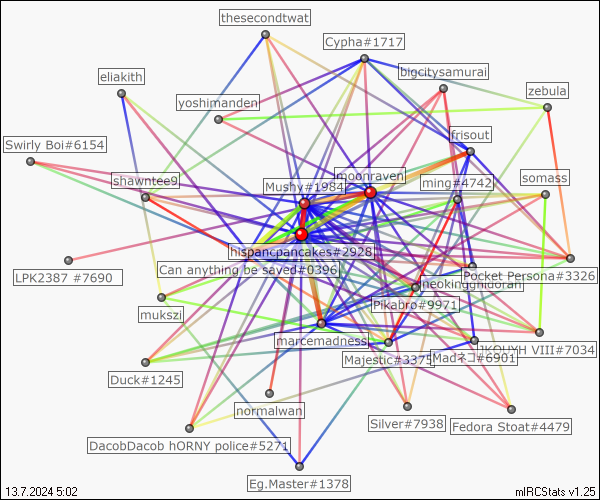 thesecondtwat
Cypha#1717
bigcitysamurai
eliakith
zebula
yoshimanden
frisout
Swirly Boi#6154
moonraven
shawntee9
Mushy#1984
ming#4742
somass
hispancpancakes#2928
Can anything be saved#0396
Pocket Persona#3326
LPK2387 #7690
neokingghidorah
Pikabro#9971
mukszi
marcemadness
Majestic#3375
Madネコ#6901
VIII#7034
Duck#1245
normalwan
Silver#7938
Fedora Stoat#4479
DacobDacob hORNY police#5271
Eg.Master#1378
13.7.2024 5:02
mIRCStats v1.25